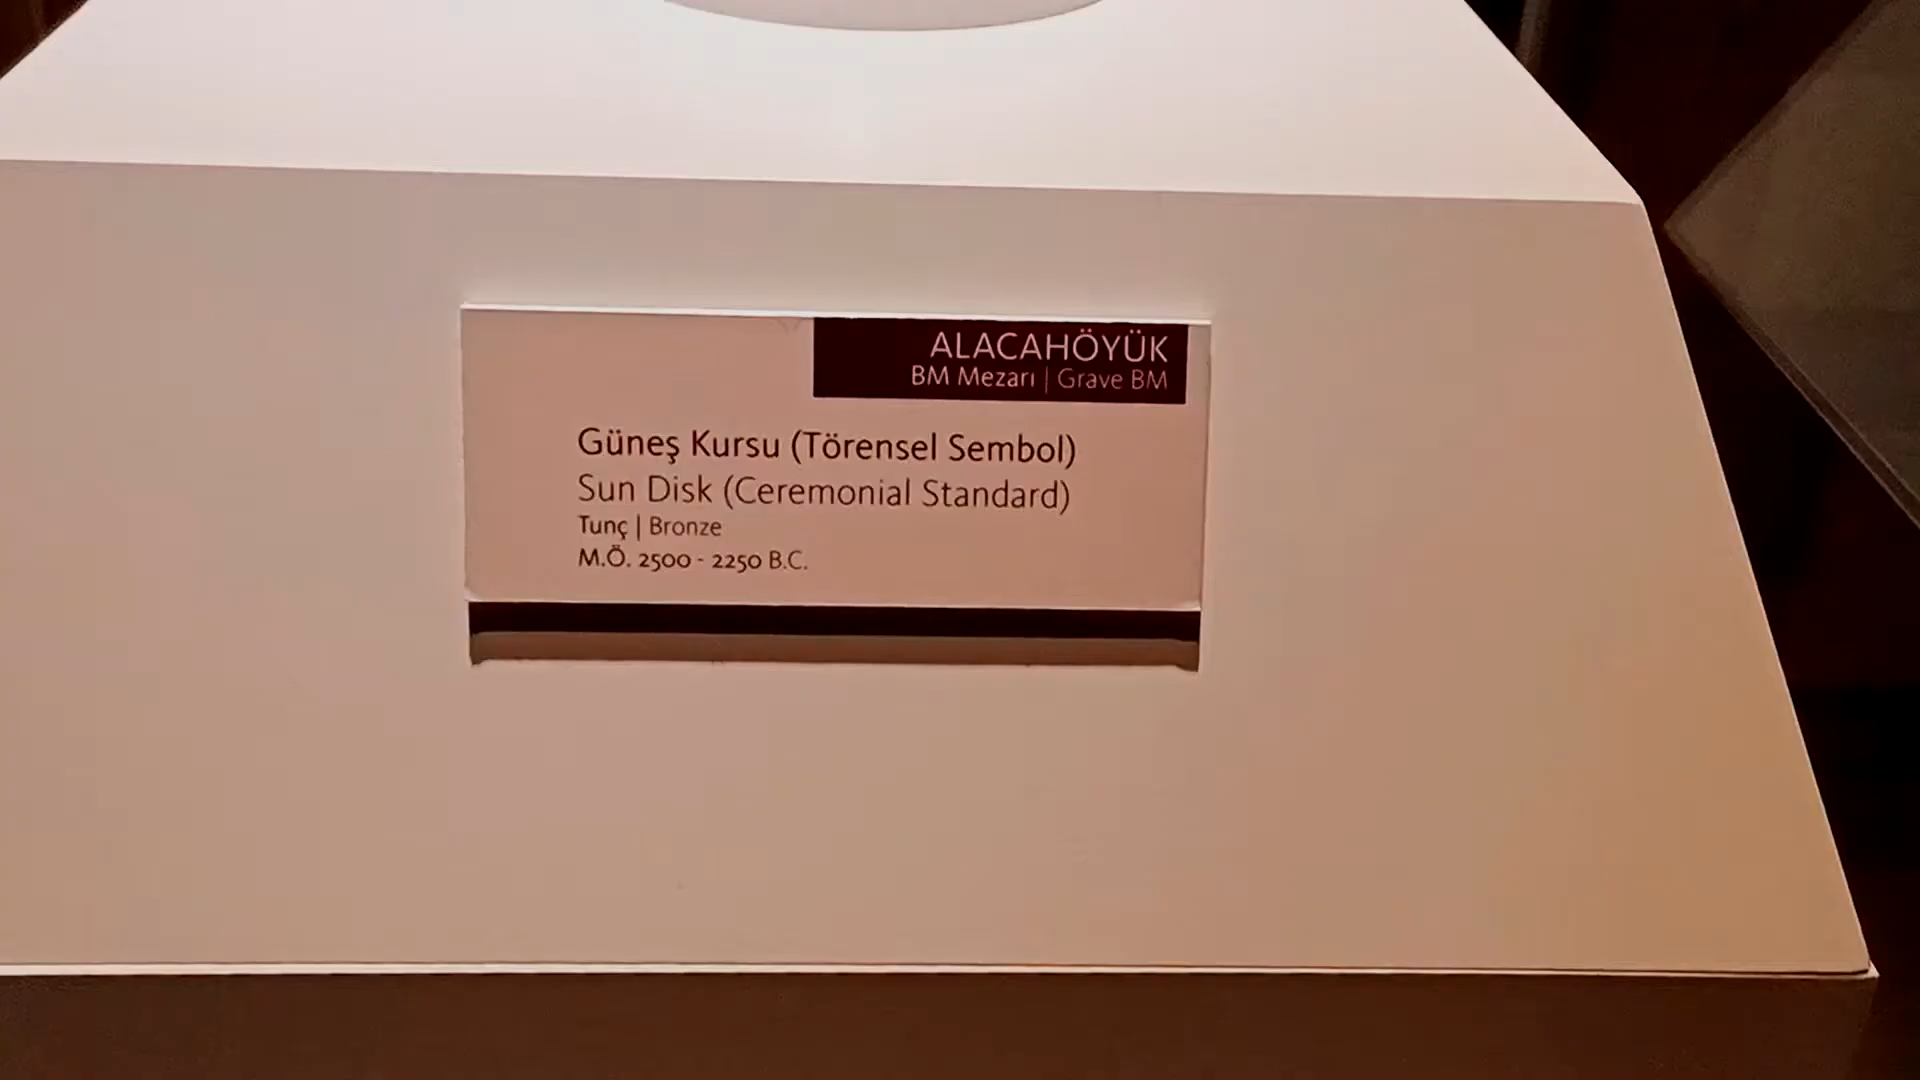 ALACAHÖYÜK
BM Mezarı | Grave BM
Güneş Kursu (Törensel Sembol)
Sun Disk (Ceremonial Standard)
Tunç | Bronze
M.Ö. 2500 - 2250 B.C.